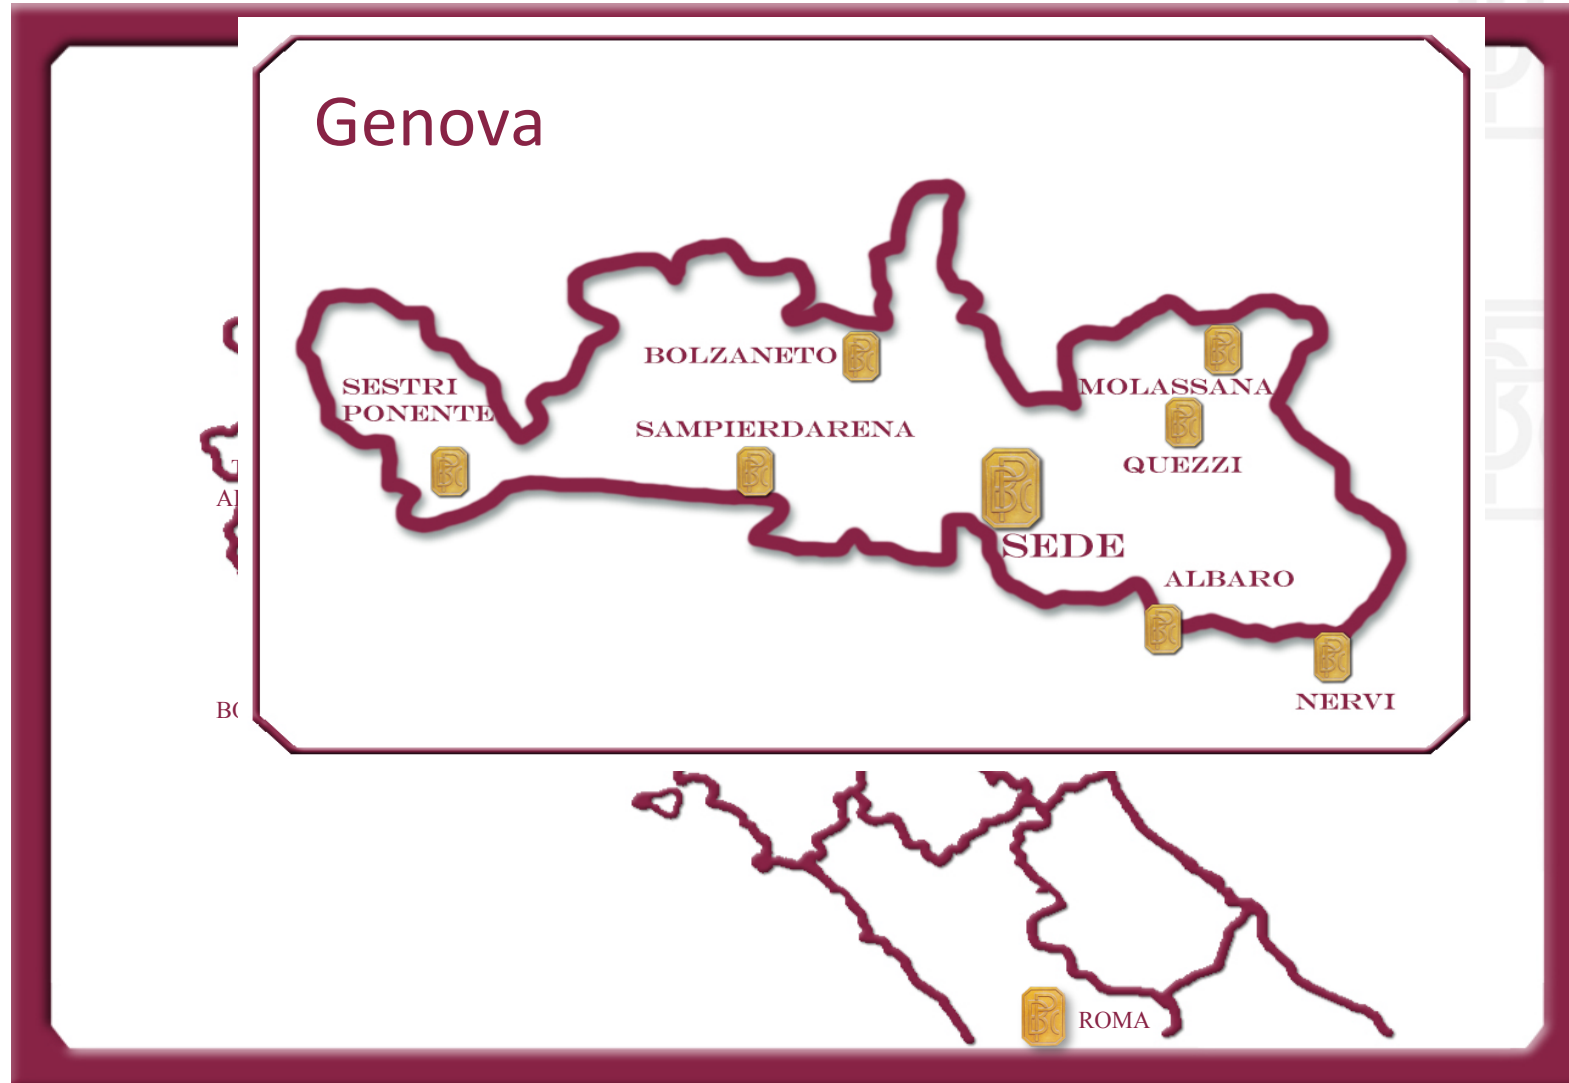 Genova
BOLZANETO
SESTRI
PONENTE
MOLASSANA
SAMPIERDARENA
QUEZZI
SEDE
ALBARO
NERVI
ROMA